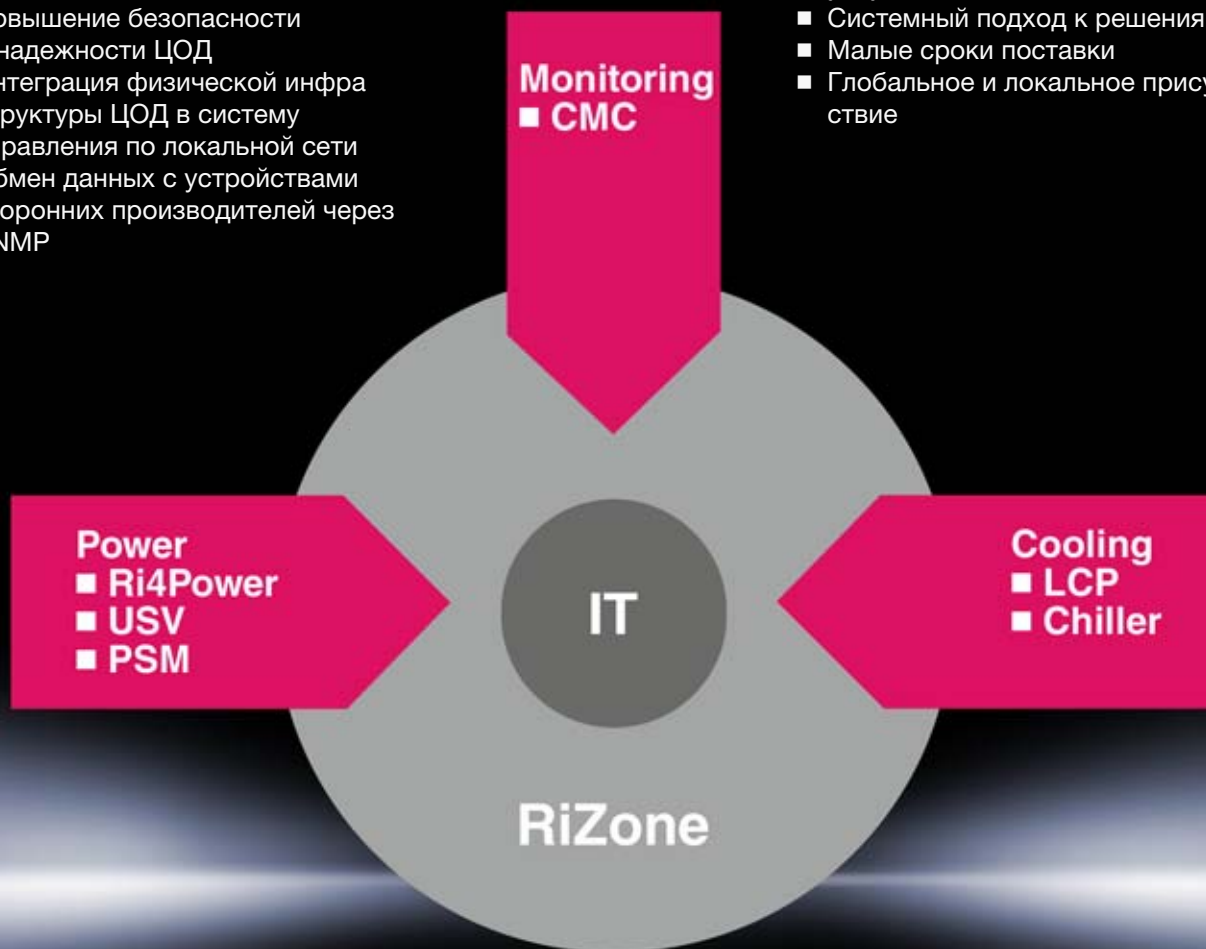 овышение безопасности
надежности ЦОД
нтеграция физической инфра
руктуры ЦОД в систему
равления по локальной сети
бмен данных с устройствами
оронних производителей через
NMP
■ Системный подход к решения
■ Малые сроки поставки
■ Глобальное и локальное прису
ствие
Monitoring
■ CMC
Power
■ Ri4Power
■ USV
■ PSM
IT
Cooling
■ LCP
■ Chiller
RiZone